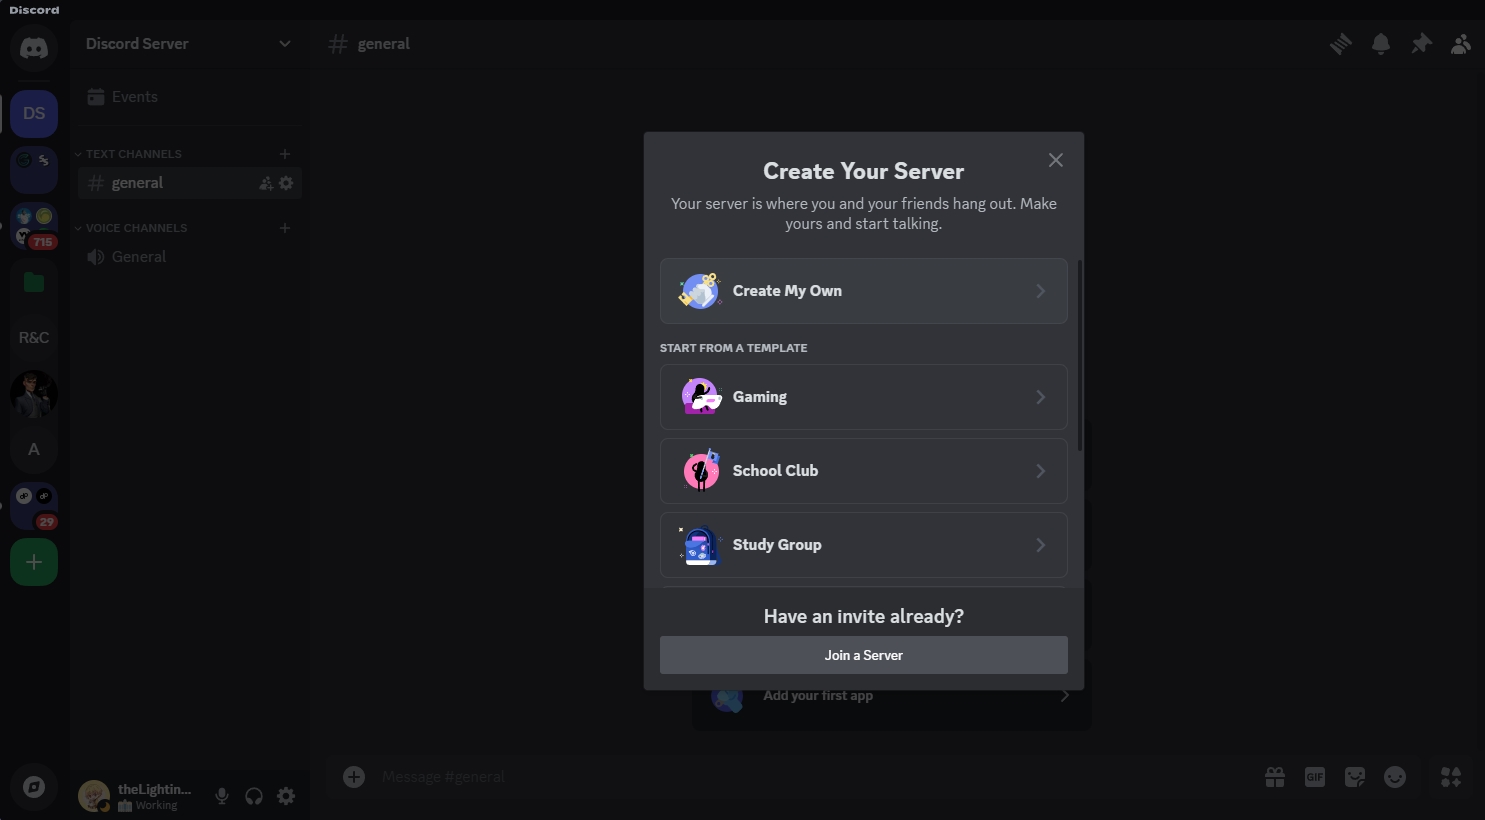 Discord
Discord Server
general
Events
DS
TEXT CHANNELS
general
715
VOICE CHANNELS
General
R&C
A
29
Create Your Server
Your server is where you and your friends hang out. Make
yours and start talking.
Create My Own
START FROM A TEMPLATE
Gaming
School Club
Study Group
Have an invite already?
Join a Server
Add your first app
theLightin...
Working
Message #general
GIF